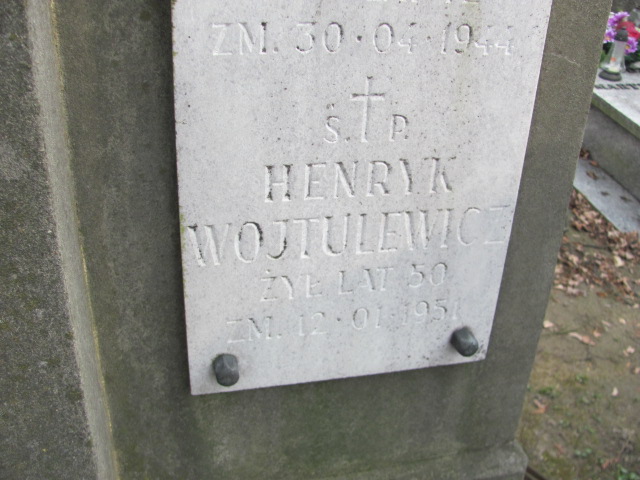 ZM. 30·04·1944
Ś. P.
HENRYK
WOJTULEWICZ
ŻYŁ LAT 50
ZM. 12·01·1951